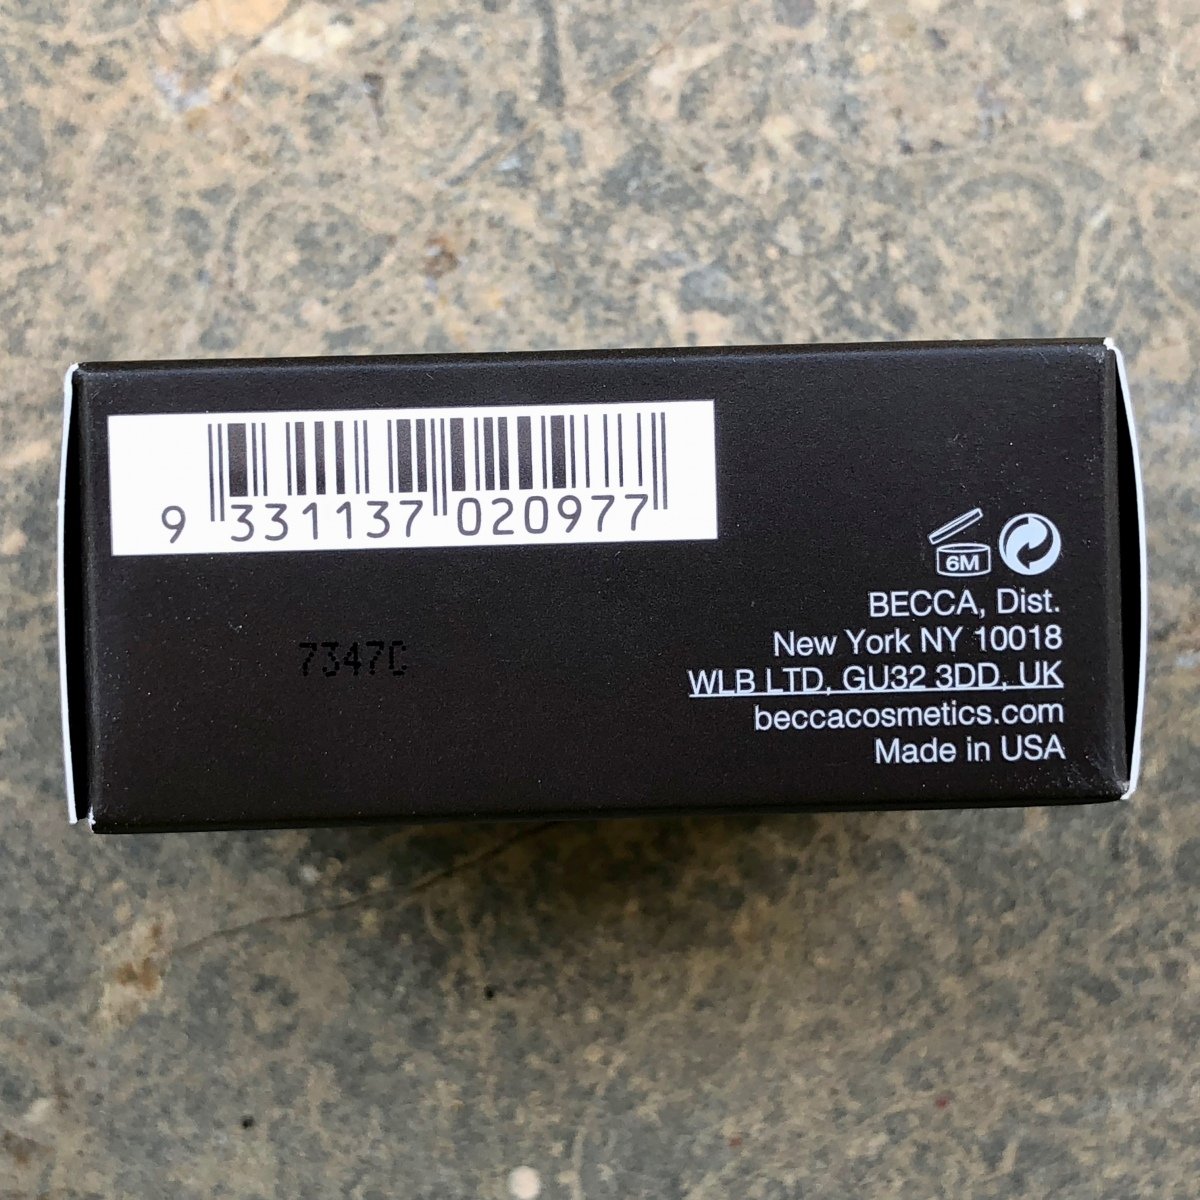 9 331137 020977
7347C
6M
BECCA, Dist.
New York NY 10018
WLB LTD, GU32 3DD, UK
beccacosmetics.com
Made in USA